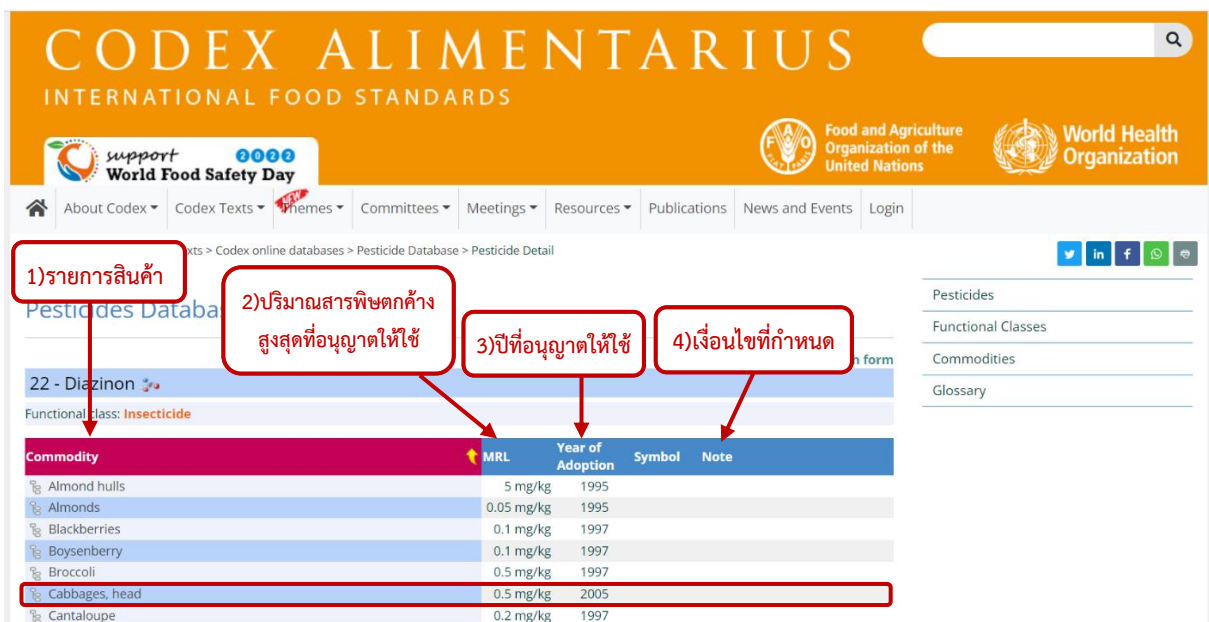 CODEX ALIMENTARIUS
INTERNATIONAL FOOD STANDARDS
support 2022
World Food Safety Day
Food and Agriculture
Organization of the
United Nations
World Health
Organization
About Codex
Codex Texts
NEW
Themes
Committees
Meetings
Resources
Publications
News and Events
Login
xts > Codex online databases > Pesticide Database > Pesticide Detail
1)รายการสินค้า
2)ปริมาณสารพิษตกค้าง
สูงสุดที่อนุญาตให้ใช้
3)ปีที่อนุญาตให้ใช้
4)เงื่อนไขที่กำหนด
Pesticides Databa
h form
Pesticides
Functional Classes
Commodities
Glossary
22 - Diazinon
Functional class: Insecticide
Commodity MRL Year of Adoption Symbol Note
Almond hulls 5 mg/kg 1995
Almonds 0.05 mg/kg 1995
Blackberries 0.1 mg/kg 1997
Boysenberry 0.1 mg/kg 1997
Broccoli 0.5 mg/kg 1997
Cabbages, head 0.5 mg/kg 2005
Cantaloupe 0.2 mg/kg 1997